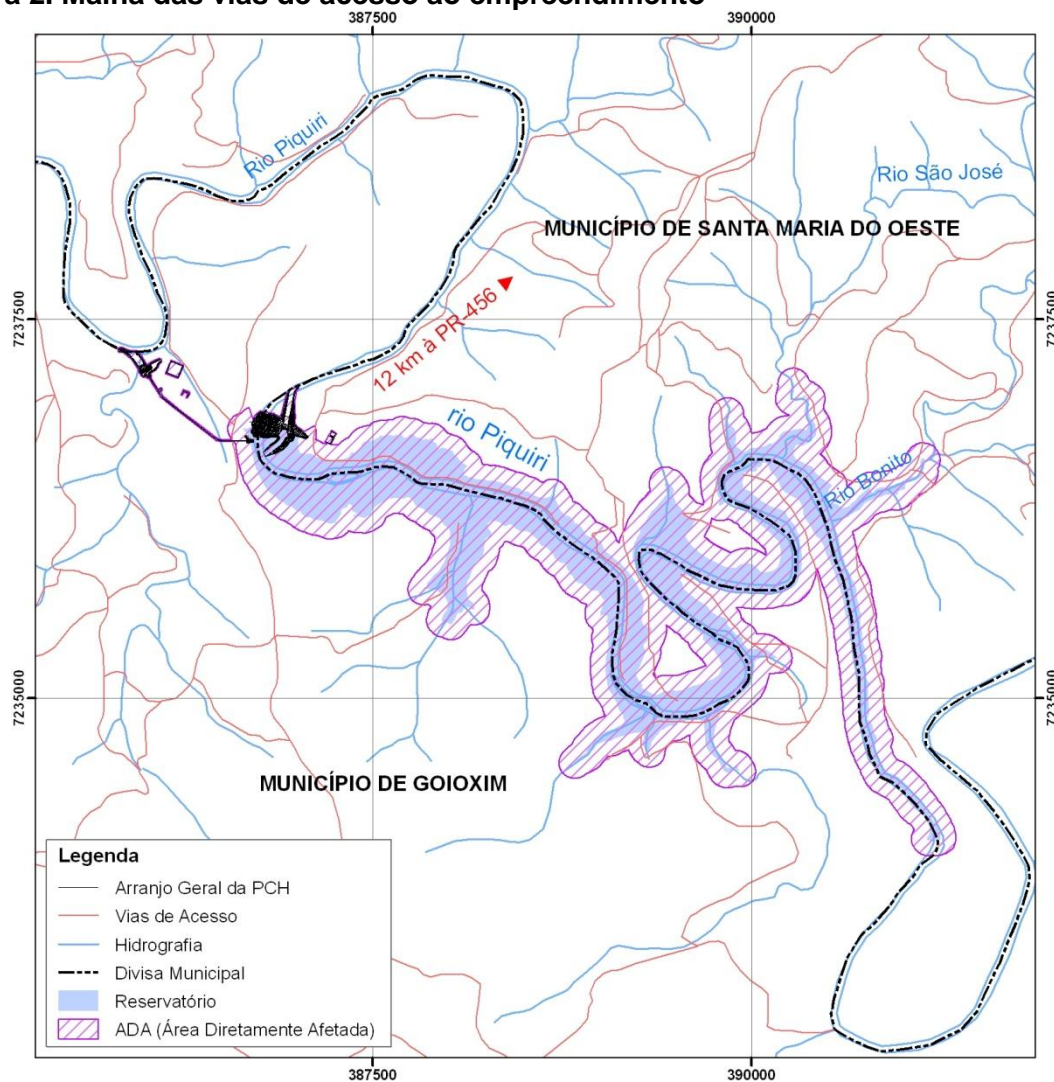 a 2. Malha das vias de acesso ao empreendimento
387500
390000
Rio Piquiri
Rio São José
MUNICÍPIO DE SANTA MARIA DO OESTE
7237500
7237500
12 km à PR-456
rio Piquiri
Rio Bonito
7235000
7235000
MUNICÍPIO DE GOIOXIM
Legenda
Arranjo Geral da PCH
Vias de Acesso
Hidrografia
Divisa Municipal
Reservatório
ADA (Área Diretamente Afetada)
387500
390000